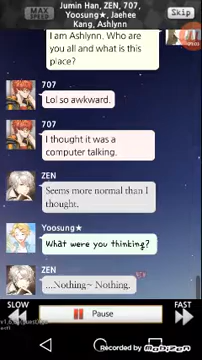 Jumin Han, ZEN, 707,
Yoosung★, Jaehee
Kang, Ashlynn
MAX
SPEED
Skip
I am Ashlynn. Who are
you all and what is this
place?
707
Lol so awkward.
707
I thought it was a
computer talking.
ZEN
Seems more normal than I
thought.
Yoosung★
What were you thinking?
ZEN
...Nothing~ Nothing.
SLOW
FAST
Pause
Recorded by Mobizen